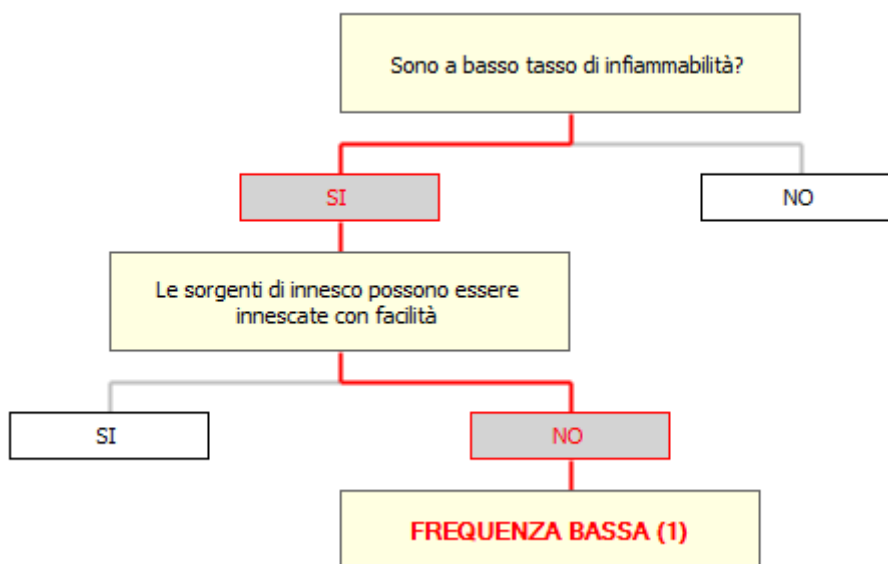 Sono a basso tasso di infiammabilità?
SI
NO
Le sorgenti di innesco possono essere
innescate con facilità
SI
NO
FREQUENZA BASSA (1)